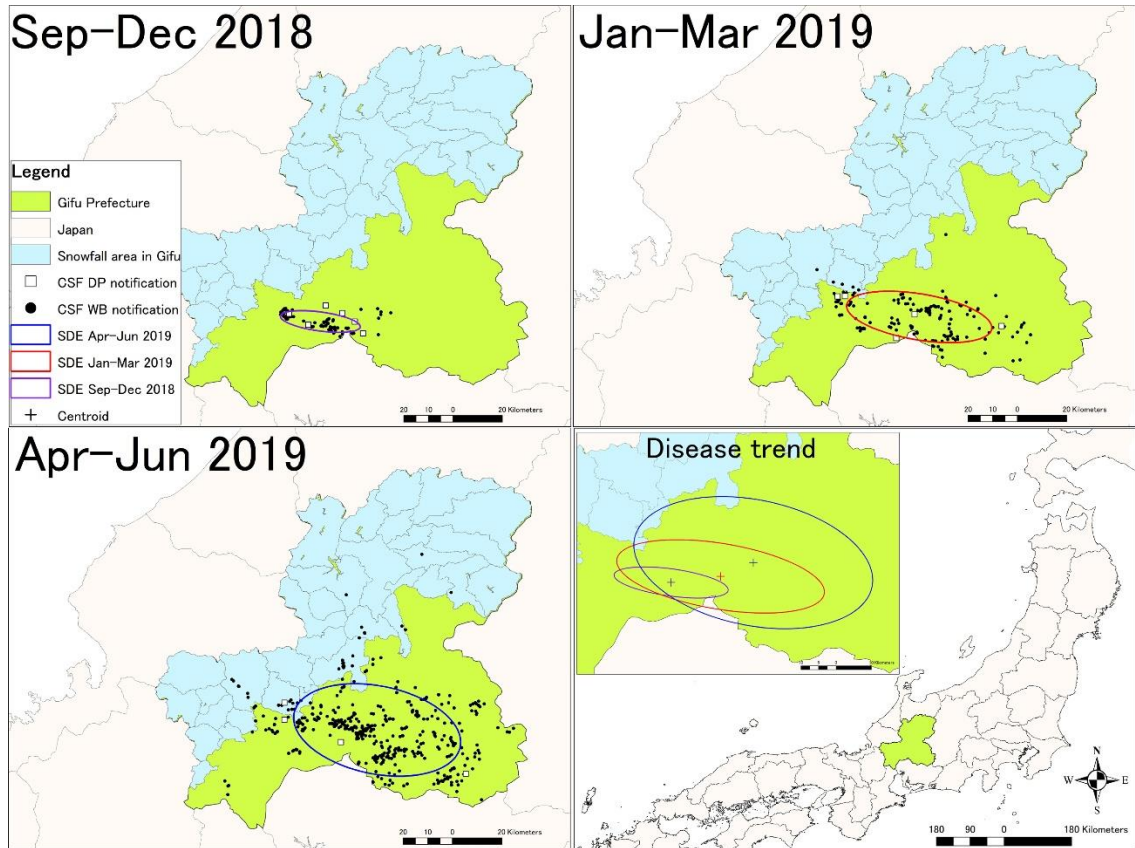 Sep-Dec 2018
Legend
Gifu Prefecture
Japan
Snowfall area in Gifu
CSF DP notification
CSF WB notification
SDE Apr-Jun 2019
SDE Jan-Mar 2019
SDE Sep-Dec 2018
Centroid
20 10 0 20 Kilometers
Jan-Mar 2019
20 10 0 20 Kilometers
Apr-Jun 2019
20 10 0 20 Kilometers
Disease trend
N
W E
S
180 90 0 180 Kilometers